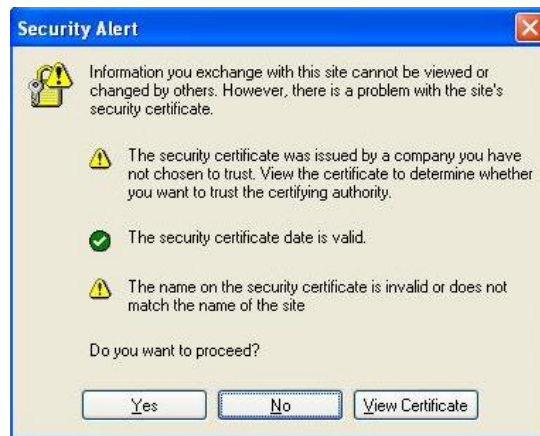 Security Alert
Information you exchange with this site cannot be viewed or
changed by others. However, there is a problem with the site's
security certificate.
The security certificate was issued by a company you have
not chosen to trust. View the certificate to determine whether
you want to trust the certifying authority.
The security certificate date is valid.
The name on the security certificate is invalid or does not
match the name of the site
Do you want to proceed?
Yes No View Certificate